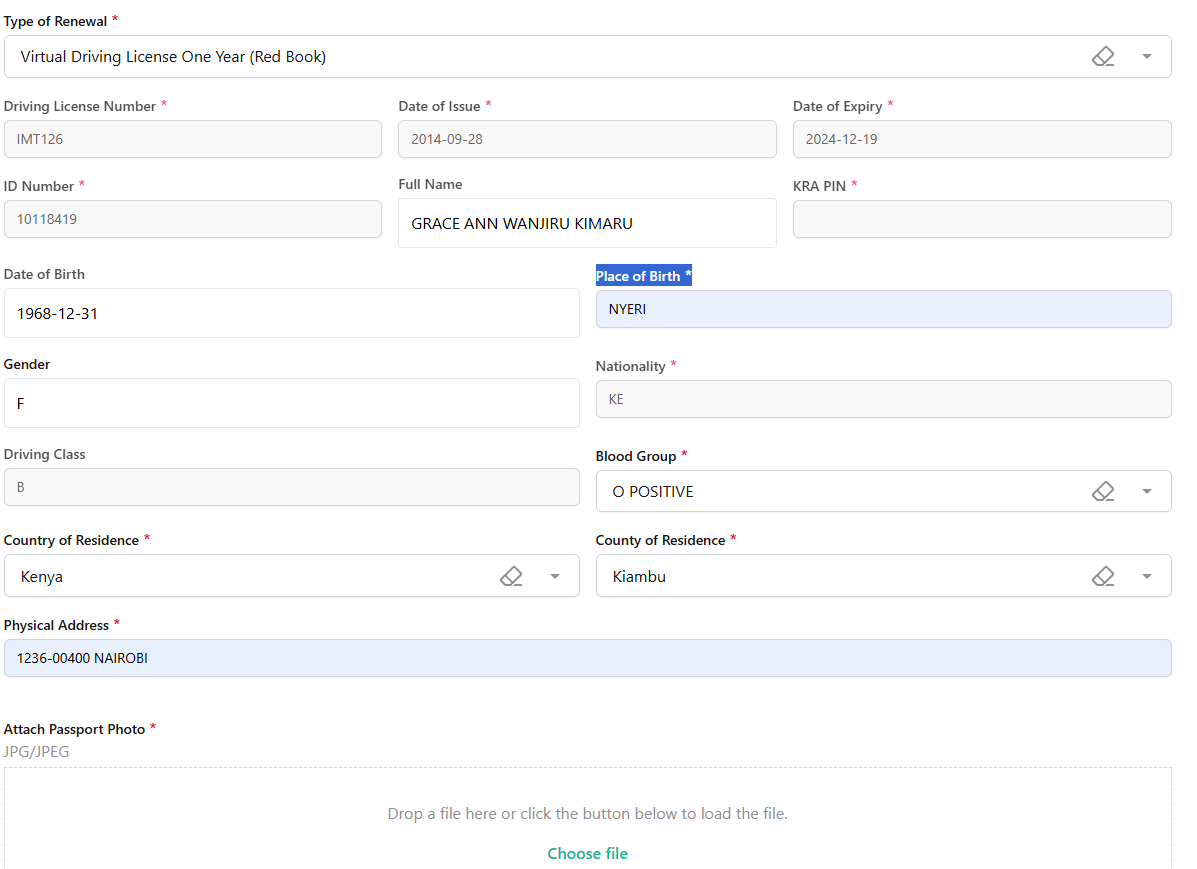 Type of Renewal *
Virtual Driving License One Year (Red Book)
Driving License Number * Date of Issue * Date of Expiry *
IMT126 2014-09-28 2024-12-19
ID Number * Full Name KRA PIN *
10118419 GRACE ANN WANJIRU KIMARU
Date of Birth Place of Birth *
1968-12-31 NYERI
Gender Nationality *
F KE
Driving Class Blood Group *
B O POSITIVE
Country of Residence * County of Residence *
Kenya Kiambu
Physical Address *
1236-00400 NAIROBI
Attach Passport Photo *
JPG/JPEG
Drop a file here or click the button below to load the file.
Choose file